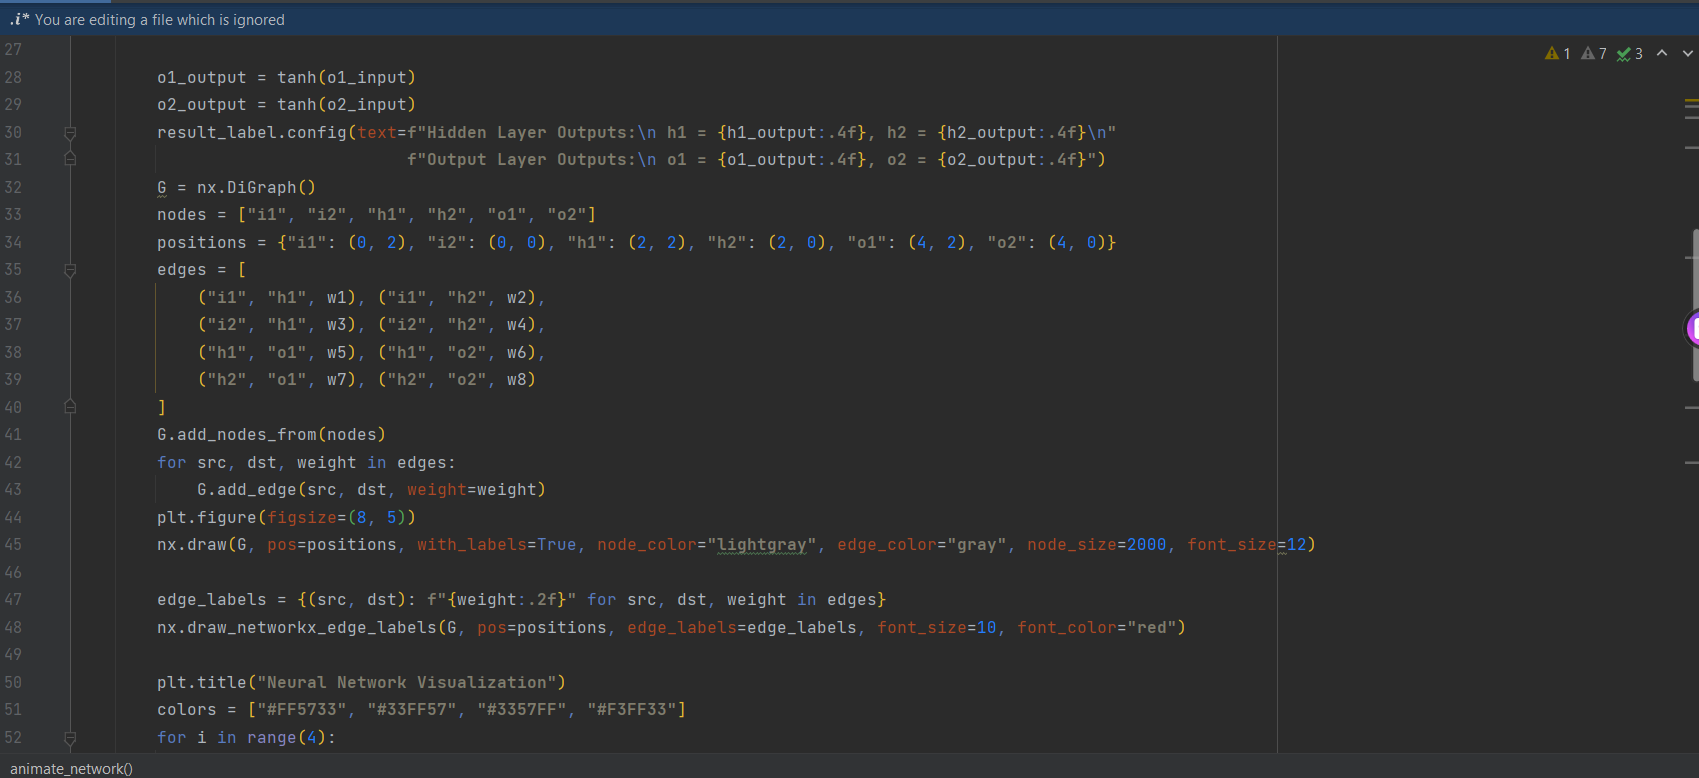 .i* You are editing a file which is ignored
27
1 7 3
28 o1_output = tanh(o1_input)
29 o2_output = tanh(o2_input)
30 result_label.config(text=f"Hidden Layer Outputs:\n h1 = {h1_output:.4f}, h2 = {h2_output:.4f}\n"
31 f"Output Layer Outputs:\n o1 = {o1_output:.4f}, o2 = {o2_output:.4f}")
32 G = nx.DiGraph()
33 nodes = ["i1", "i2", "h1", "h2", "o1", "o2"]
34 positions = {"i1": (0, 2), "i2": (0, 0), "h1": (2, 2), "h2": (2, 0), "o1": (4, 2), "o2": (4, 0)}
35 edges = [
36 ("i1", "h1", w1), ("i1", "h2", w2),
37 ("i2", "h1", w3), ("i2", "h2", w4),
38 ("h1", "o1", w5), ("h1", "o2", w6),
39 ("h2", "o1", w7), ("h2", "o2", w8)
40 ]
41 G.add_nodes_from(nodes)
42 for src, dst, weight in edges:
43 G.add_edge(src, dst, weight=weight)
44 plt.figure(figsize=(8, 5))
45 nx.draw(G, pos=positions, with_labels=True, node_color="lightgray", edge_color="gray", node_size=2000, font_size=12)
46
47 edge_labels = {(src, dst): f"{weight:.2f}" for src, dst, weight in edges}
48 nx.draw_networkx_edge_labels(G, pos=positions, edge_labels=edge_labels, font_size=10, font_color="red")
49
50 plt.title("Neural Network Visualization")
51 colors = ["#FF5733", "#33FF57", "#3357FF", "#F3FF33"]
52 for i in range(4):
animate_network()